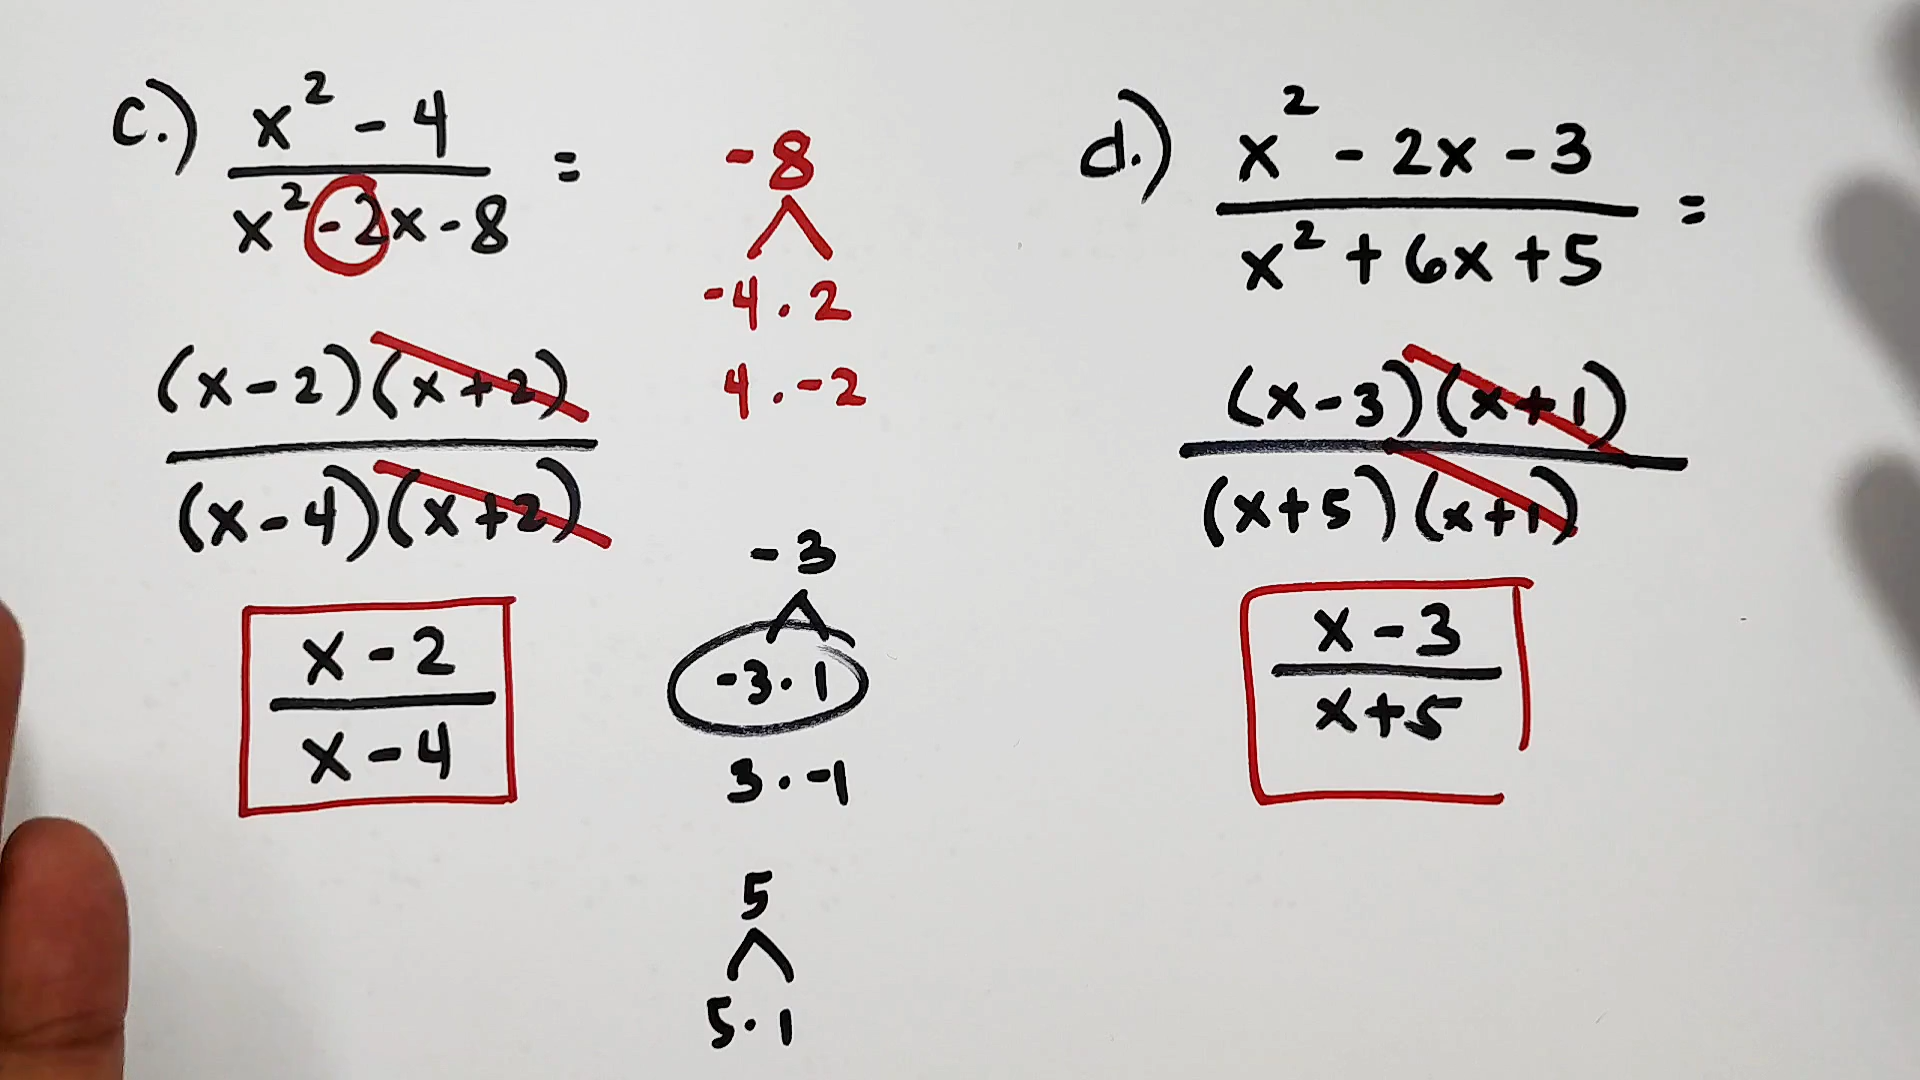 c.) x² - 4
x² - 2x - 8 =
(x - 2)(x + 2)
(x - 4)(x + 2)
x - 2
x - 4
-8
-4 . 2
4 . -2
-3
-3 . 1
3 . -1
5
5 . 1
d.) x² - 2x - 3
x² + 6x + 5 =
(x - 3)(x + 1)
(x + 5)(x + 1)
x - 3
x + 5